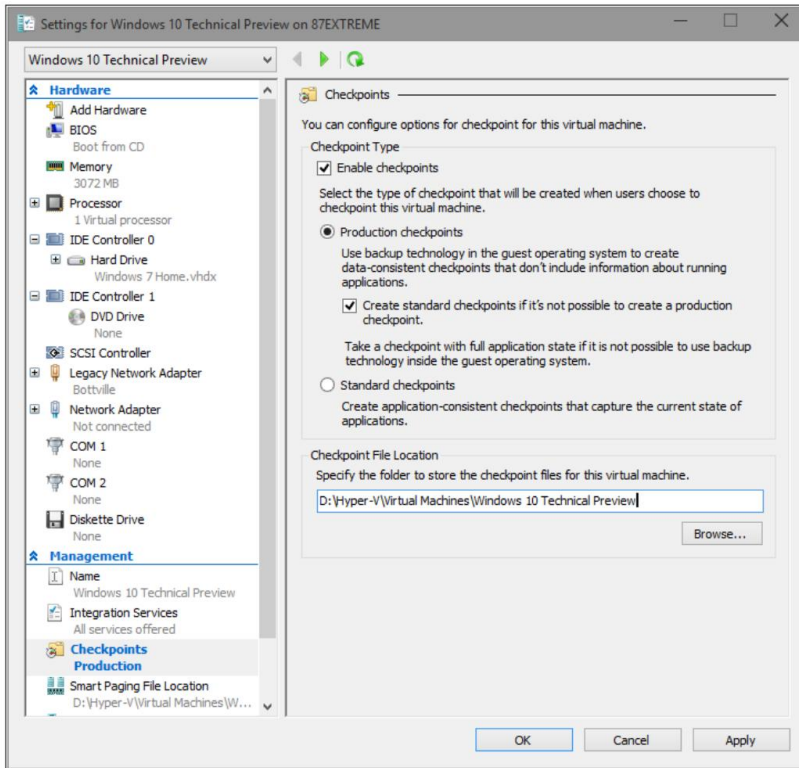 Settings for Windows 10 Technical Preview on 87EXTREME
Windows 10 Technical Preview
Hardware
Add Hardware
BIOS
Boot from CD
Memory
3072 MB
Processor
1 Virtual processor
IDE Controller 0
Hard Drive
Windows 7 Home.vhdx
IDE Controller 1
DVD Drive
None
SCSI Controller
Legacy Network Adapter
Bottville
Network Adapter
Not connected
COM 1
None
COM 2
None
Diskette Drive
None
Management
Name
Windows 10 Technical Preview
Integration Services
All services offered
Checkpoints
Production
Smart Paging File Location
D:\Hyper-V\Virtual Machines\W...
Checkpoints
You can configure options for checkpoint for this virtual machine.
Checkpoint Type
Enable checkpoints
Select the type of checkpoint that will be created when users choose to
checkpoint this virtual machine.
Production checkpoints
Use backup technology in the guest operating system to create
data-consistent checkpoints that don't include information about running
applications.
Create standard checkpoints if it's not possible to create a production
checkpoint.
Take a checkpoint with full application state if it is not possible to use backup
technology inside the guest operating system.
Standard checkpoints
Create application-consistent checkpoints that capture the current state of
applications.
Checkpoint File Location
Specify the folder to store the checkpoint files for this virtual machine.
D:\Hyper-V\Virtual Machines\Windows 10 Technical Preview
Browse...
OK
Cancel
Apply